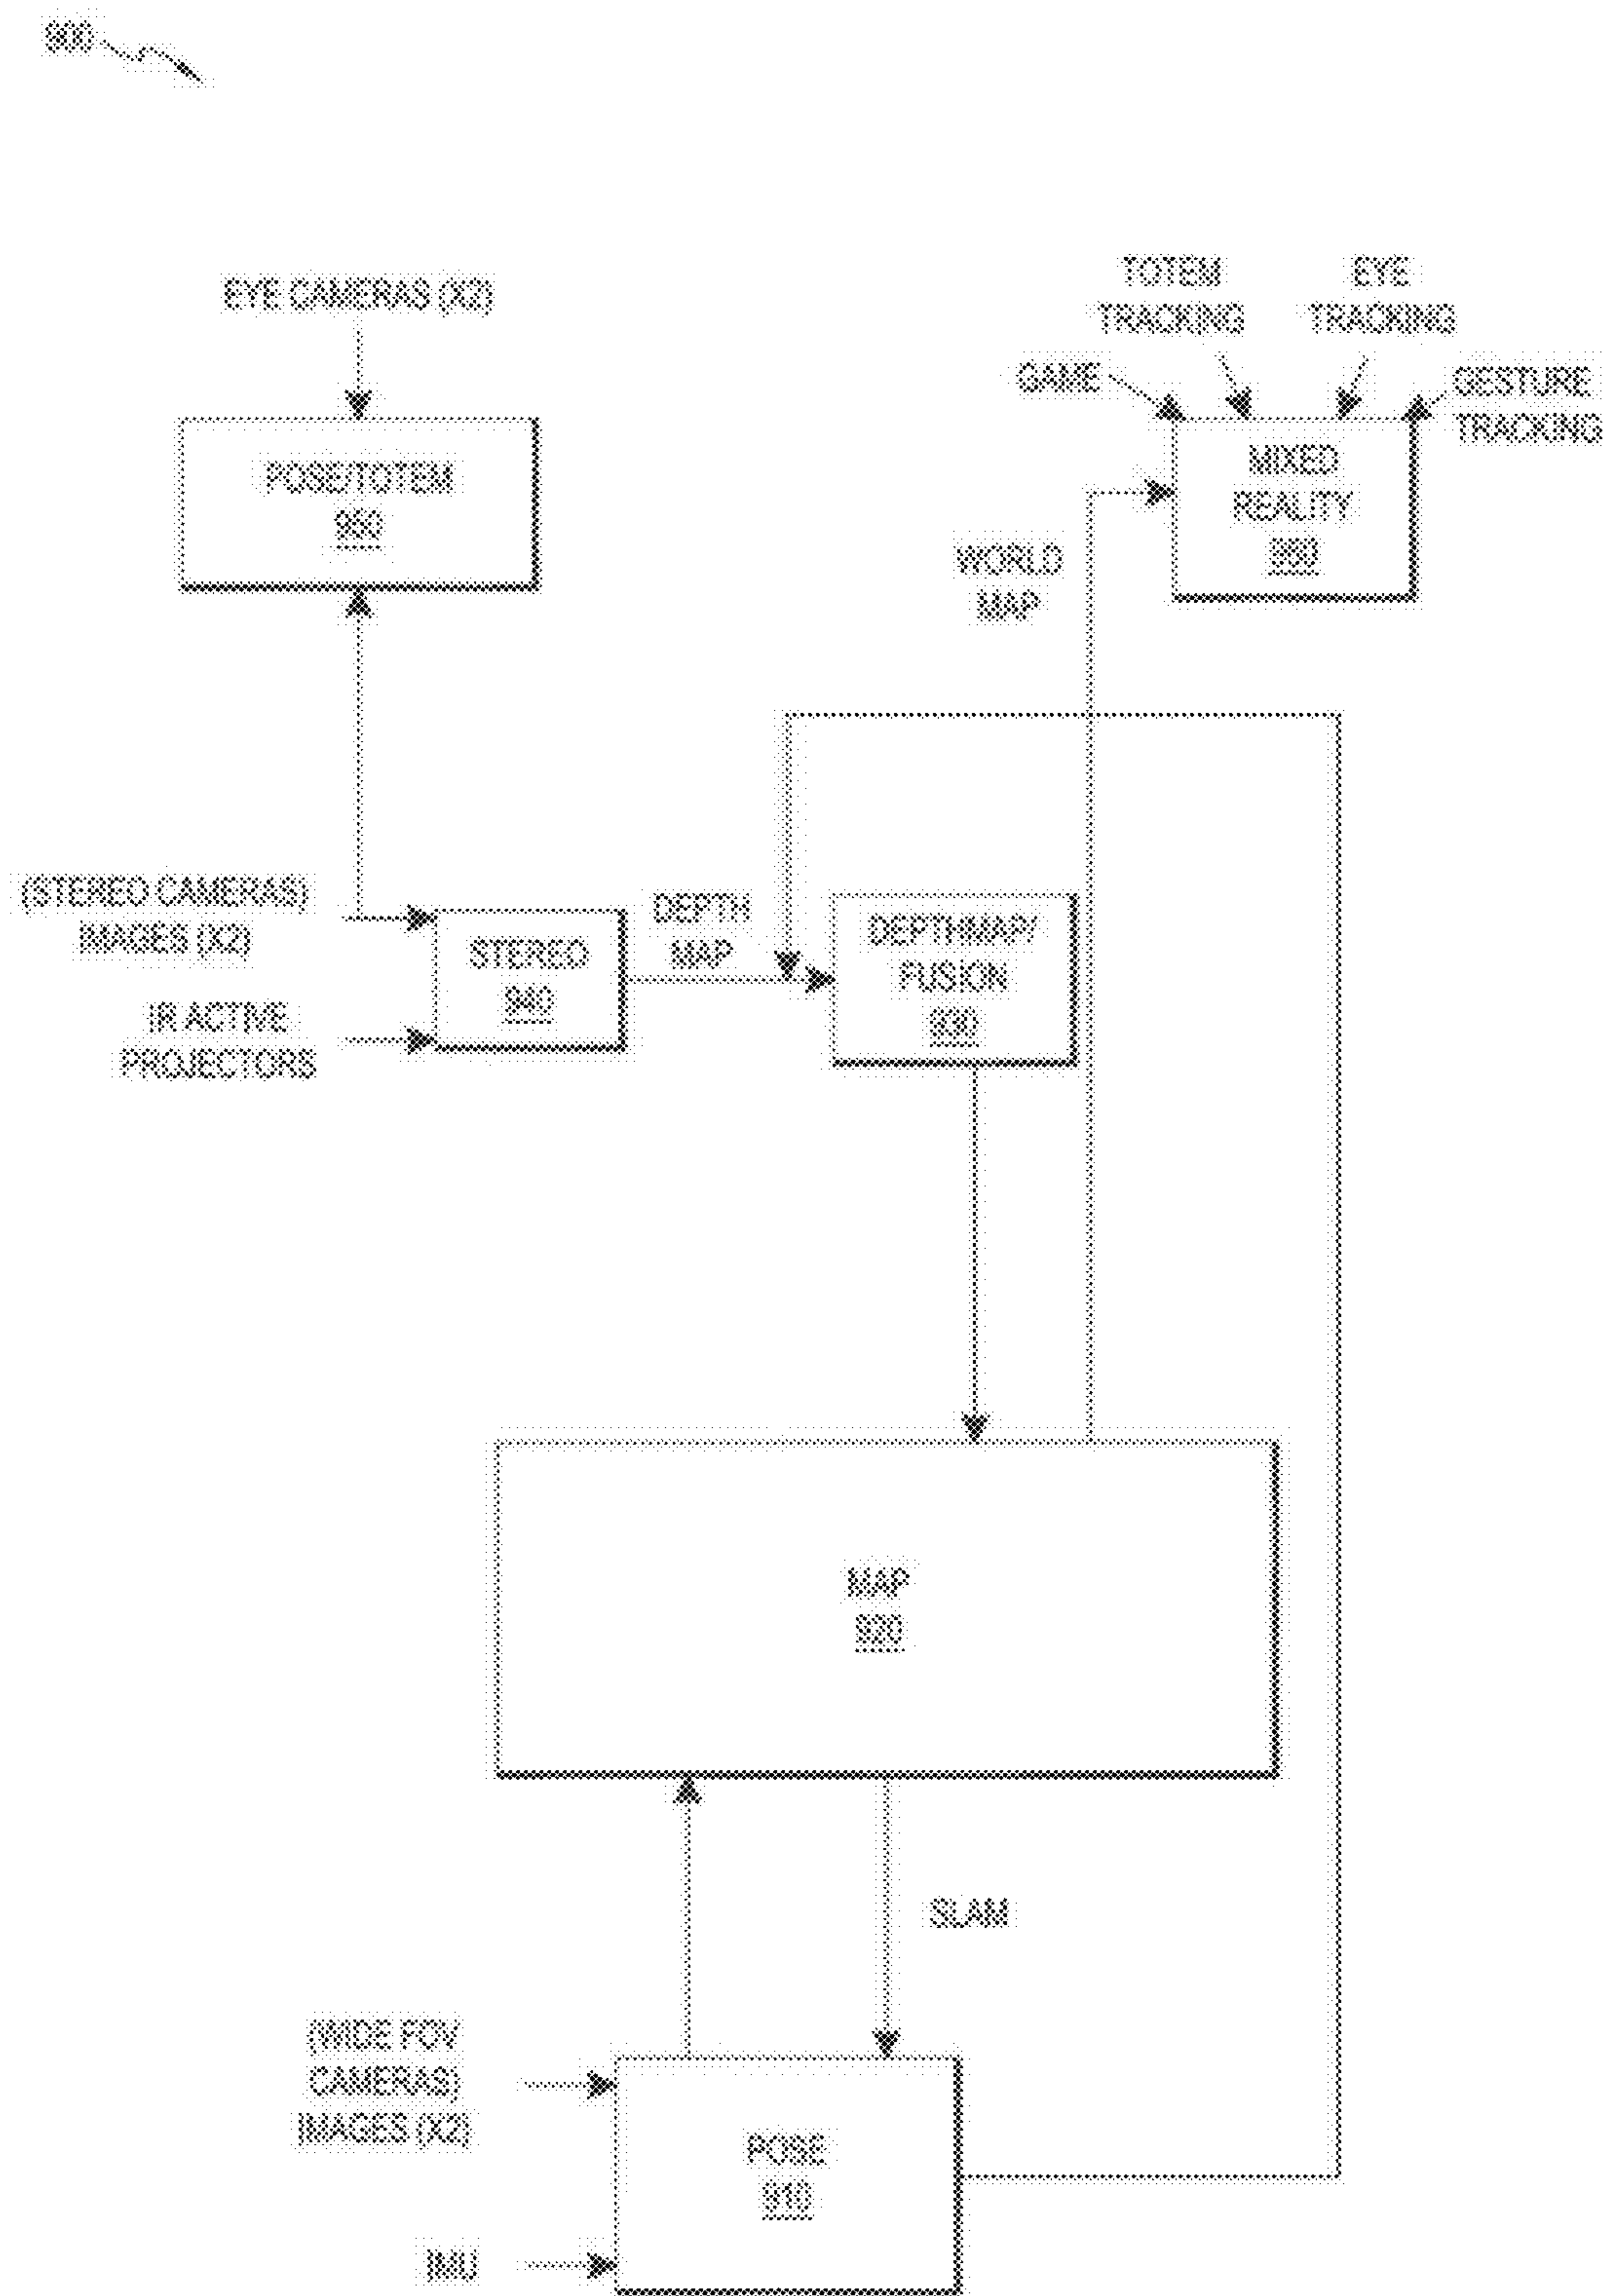 900
EYE CAMERAS (X2)
POSE/TOTEM
TOTEM
TRACKING
EYE
TRACKING
GAME
GESTURE
TRACKING
MIXED
REALITY
WORLD
MAP
(STEREO CAMERAS)
IMAGES (X2)
IR ACTIVE
PROJECTORS
STEREO
940
DEPTH
MAP
DEPTHMAP/
FUSION
930
MAP
920
SLAM
(WIDE FOV
CAMERAS)
IMAGES (X2)
POSE
910
IMU